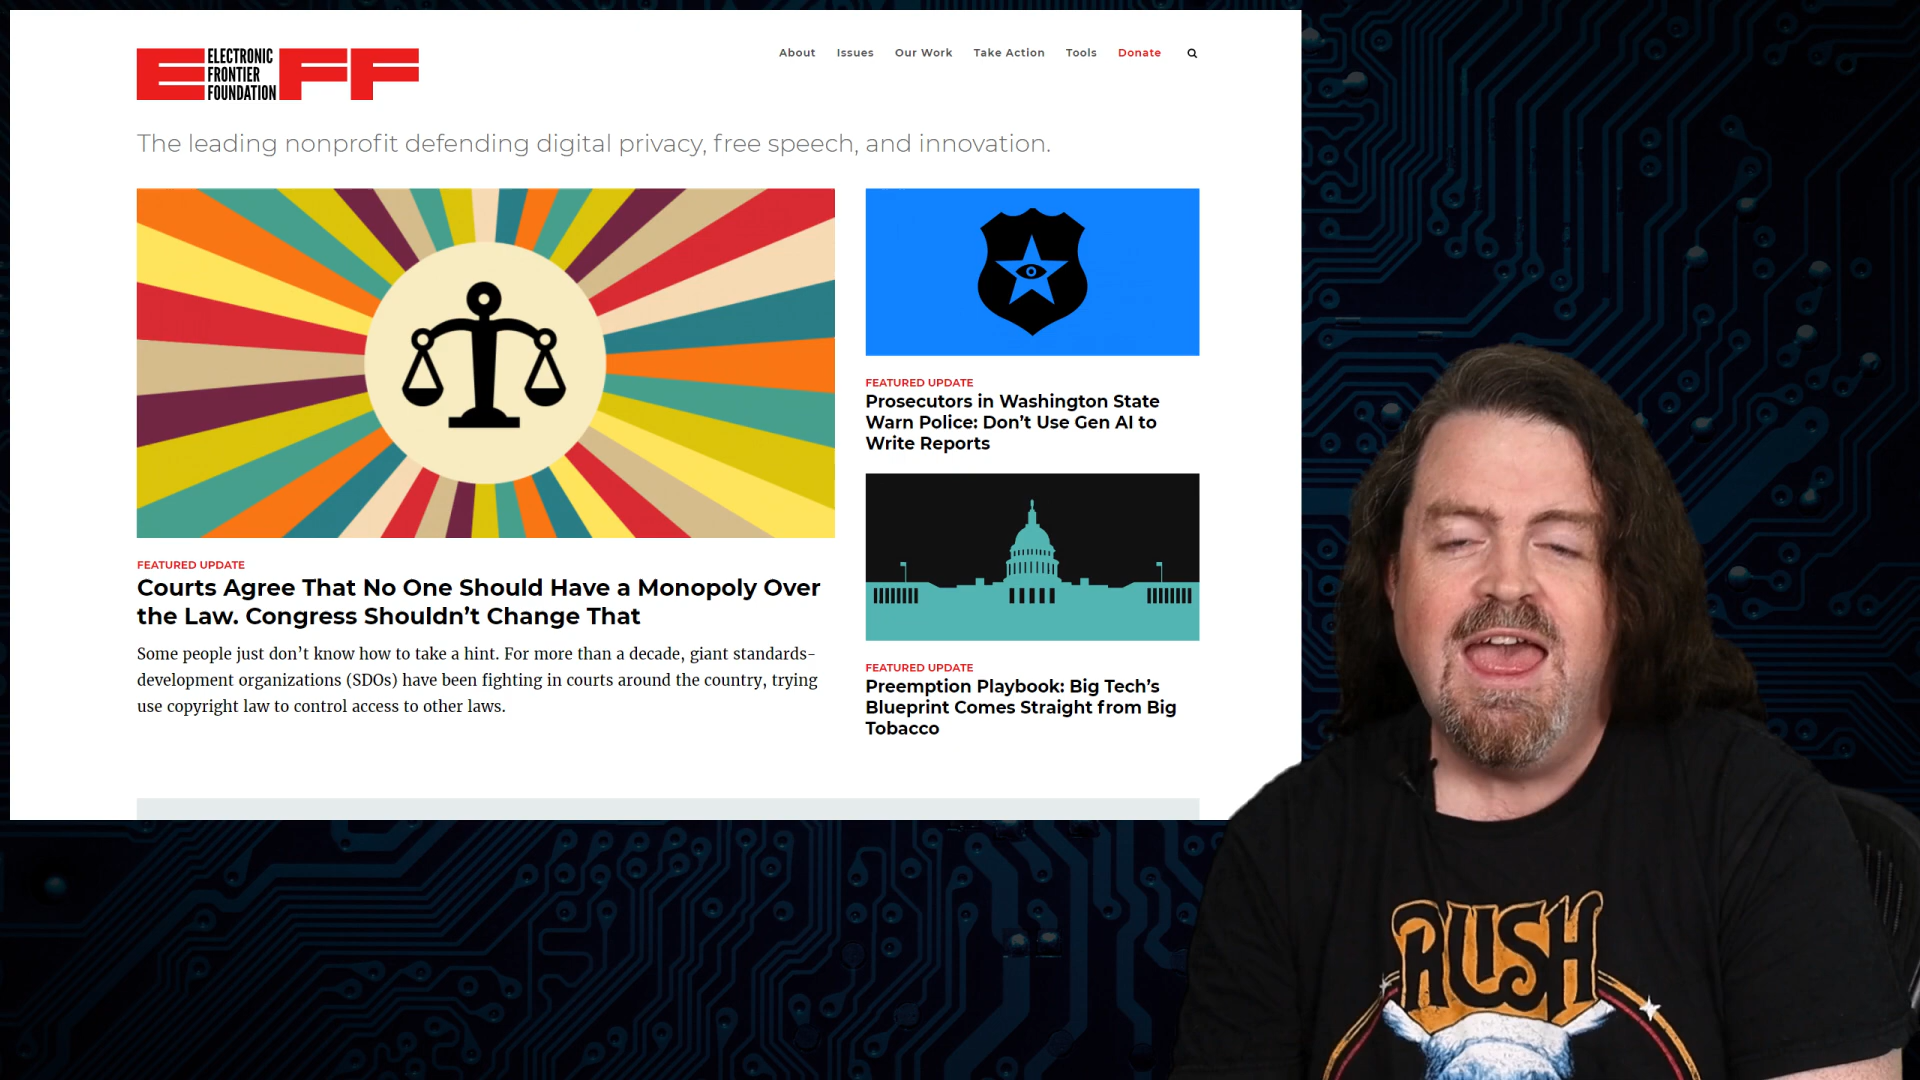 ELECTRONIC
FRONTIER
FOUNDATION
EFF
About Issues Our Work Take Action Tools Donate
The leading nonprofit defending digital privacy, free speech, and innovation.
FEATURED UPDATE
Courts Agree That No One Should Have a Monopoly Over
the Law. Congress Shouldn’t Change That
Some people just don’t know how to take a hint. For more than a decade, giant standards-
development organizations (SDOs) have been fighting in courts around the country, trying
use copyright law to control access to other laws.
FEATURED UPDATE
Prosecutors in Washington State
Warn Police: Don’t Use Gen AI to
Write Reports
FEATURED UPDATE
Preemption Playbook: Big Tech’s
Blueprint Comes Straight from Big
Tobacco
RUSH